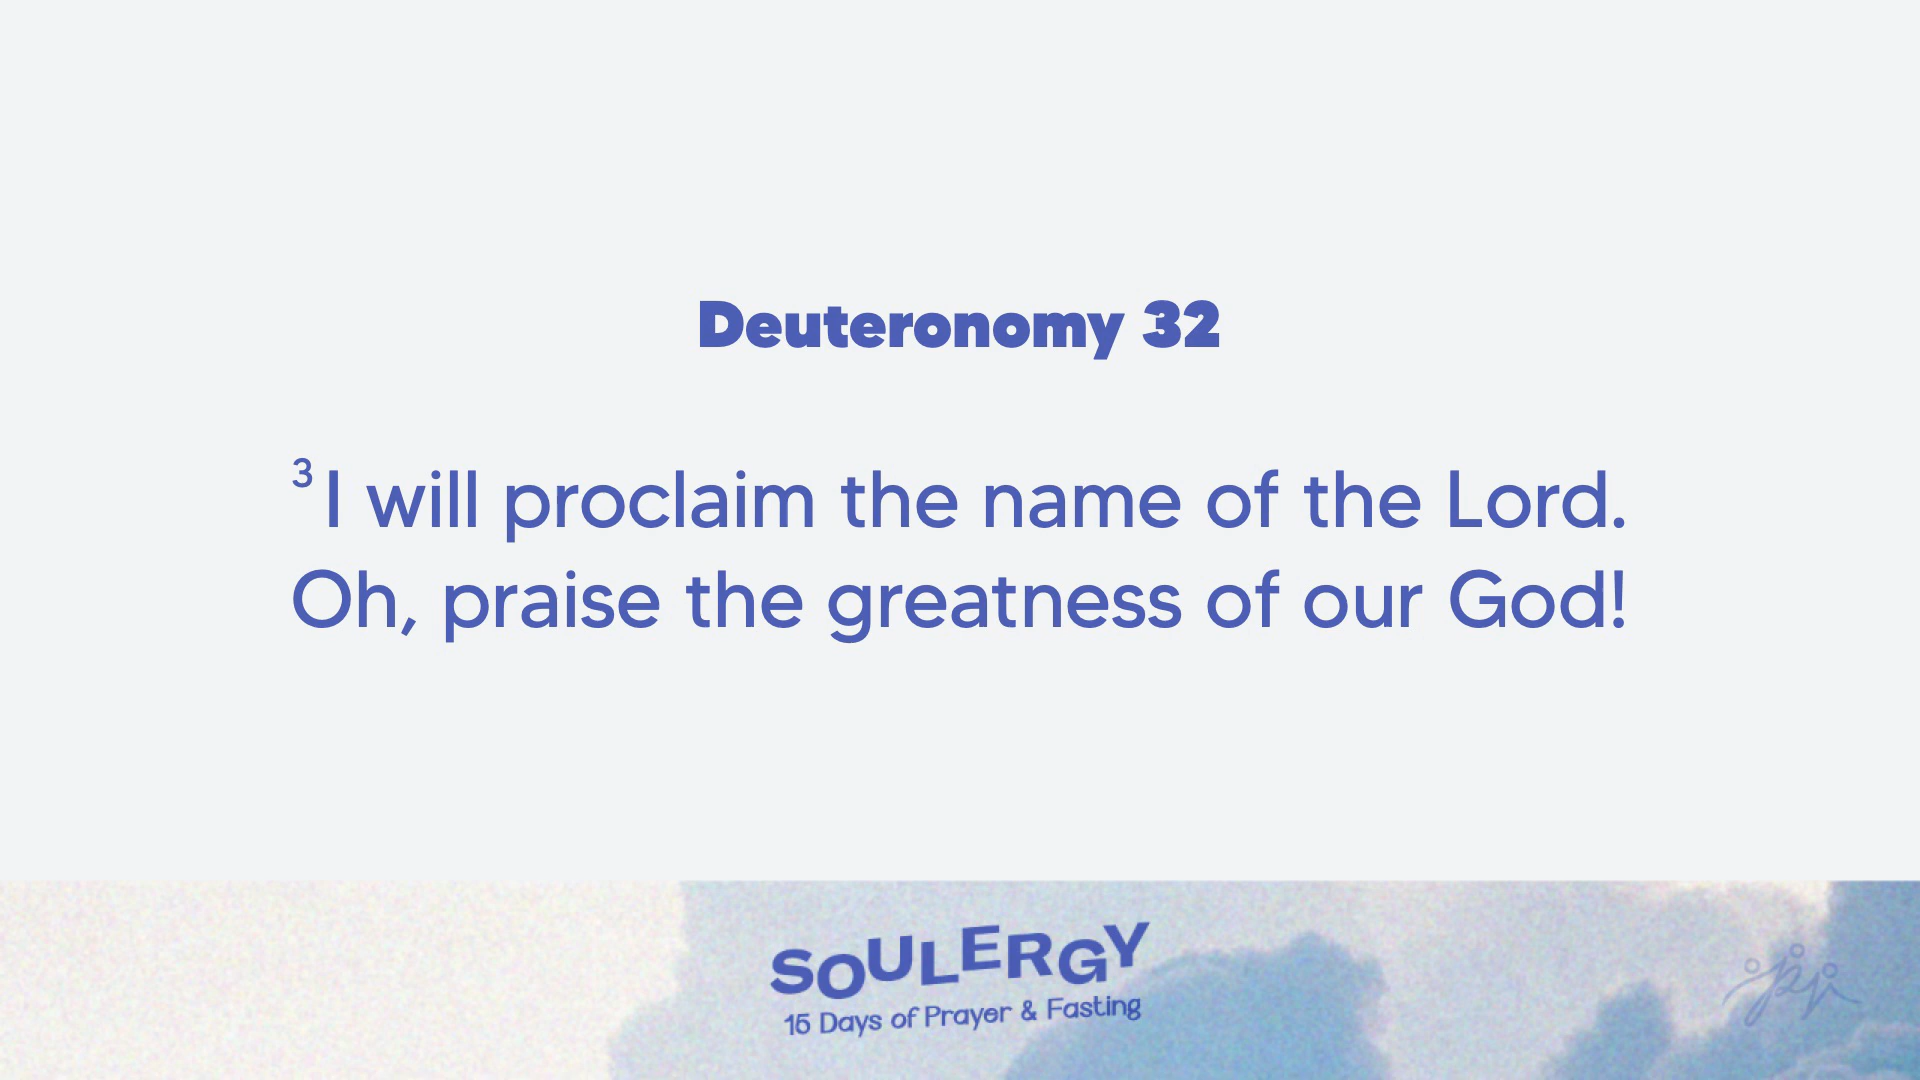 Deuteronomy 32
3 I will proclaim the name of the Lord.
Oh, praise the greatness of our God!
SOULERGY
15 Days of Prayer & Fasting